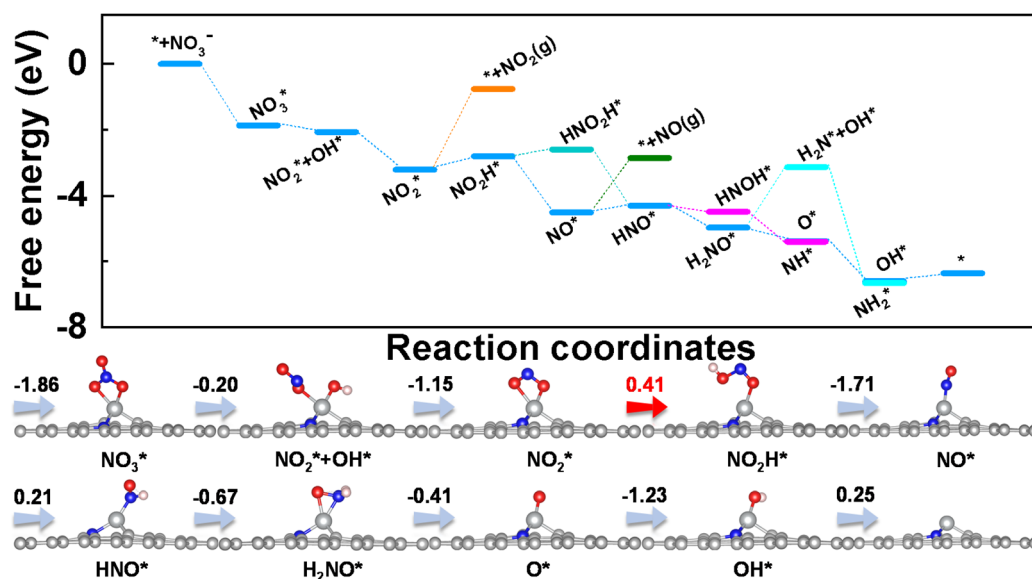 Free energy (eV)
0
-4
-8
*+NO₃⁻
NO₃*
NO₂*+OH*
NO₂*
*+NO₂(g)
NO₂H*
HNO₂H*
NO*
*+NO(g)
HNO*
HNOH*
H₂NO*
H₂N*+OH*
O*
NH*
OH*
NH₂*
*
Reaction coordinates
-1.86 -0.20 -1.15 0.41 -1.71
NO₃* NO₂*+OH* NO₂* NO₂H* NO*
0.21 -0.67 -0.41 -1.23 0.25
HNO* H₂NO* O* OH*